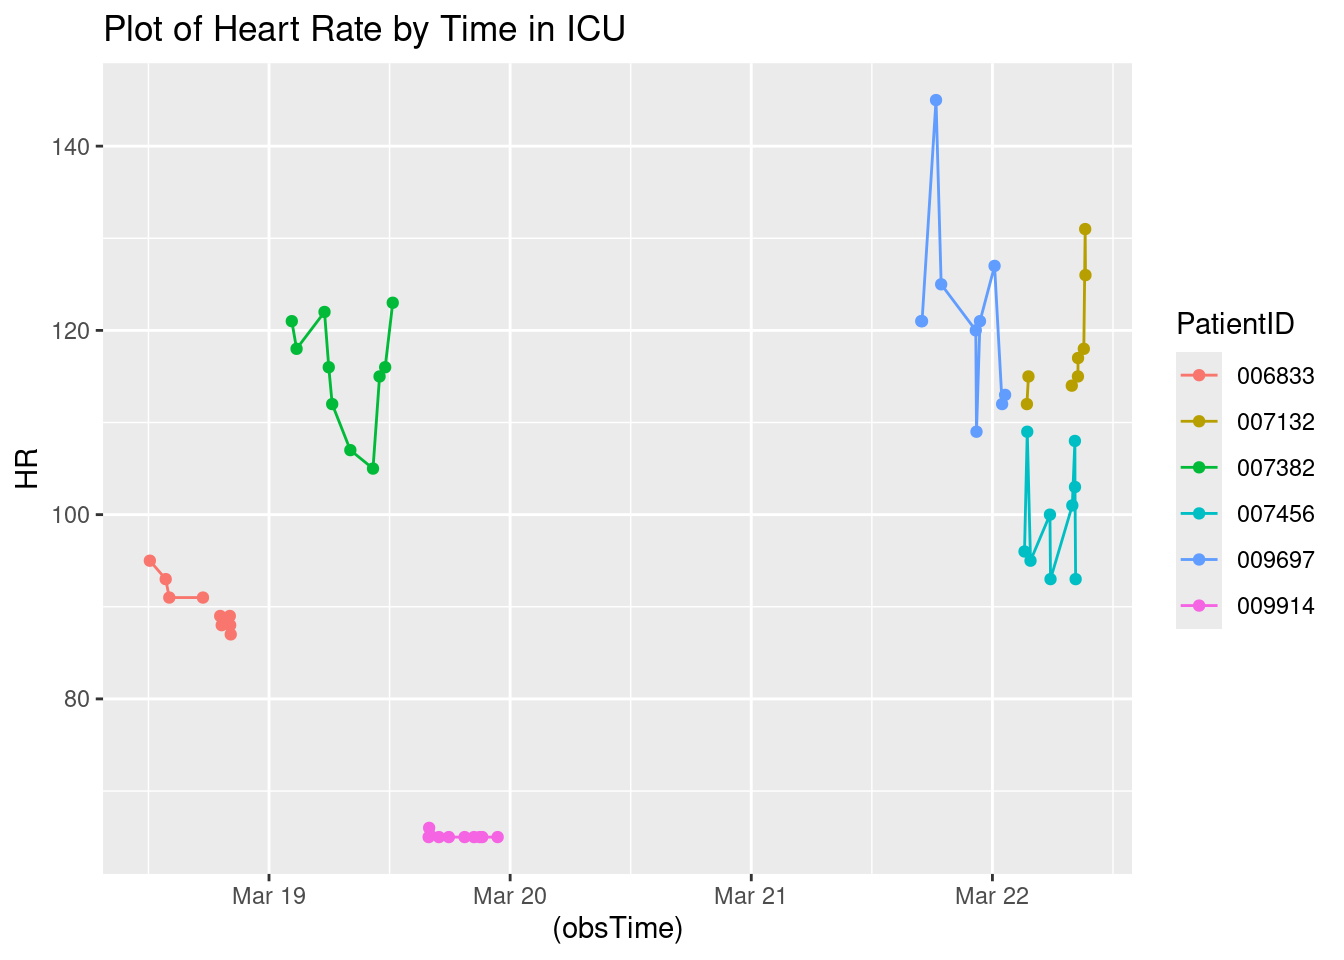 Plot of Heart Rate by Time in ICU
140
120
100
80
HR
Mar 19
Mar 20
Mar 21
Mar 22
(obsTime)
PatientID
006833
007132
007382
007456
009697
009914